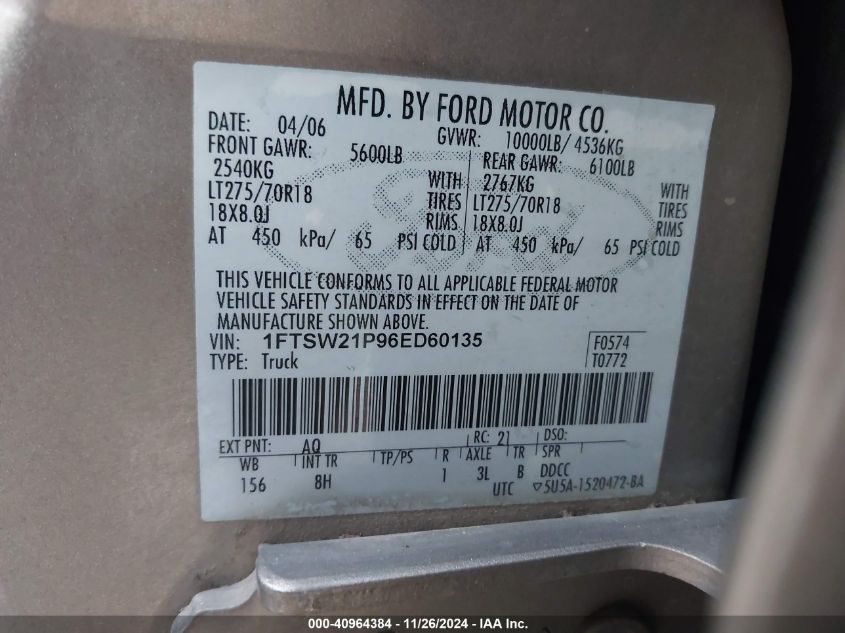 MFD. BY FORD MOTOR CO.
DATE: 04/06 GVWR: 10000LB/ 4536KG
FRONT GAWR: 5600LB REAR GAWR: 6100LB
2540KG WITH 2767KG WITH
LT275/70R18 TIRES LT275/70R18 TIRES
18X8.0J RIMS 18X8.0J RIMS
AT 450 kPa/ 65 PSI COLD AT 450 kPa/ 65 PSI COLD
THIS VEHICLE CONFORMS TO ALL APPLICABLE FEDERAL MOTOR
VEHICLE SAFETY STANDARDS IN EFFECT ON THE DATE OF
MANUFACTURE SHOWN ABOVE.
VIN: 1FTSW21P96ED60135 F0574
TYPE: Truck T0772
EXT PNT: AQ RC: 21 DSO:
WB INT TR TP/PS R AXLE TR SPR
156 8H 1 3L B DDCC
UTC ▽5U5A-1520472-BA
000-40964384 - 11/26/2024 - IAA Inc.